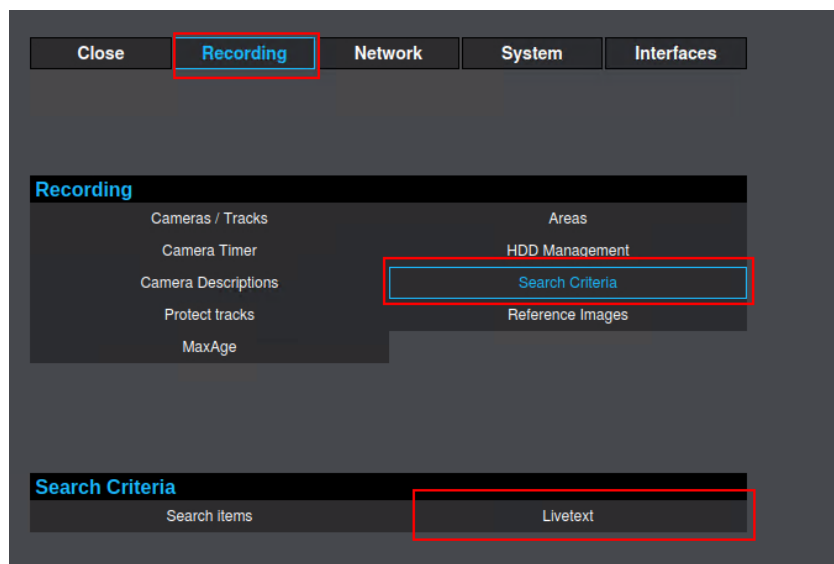 Close Recording Network System Interfaces
Recording
Cameras / Tracks Areas
Camera Timer HDD Management
Camera Descriptions Search Criteria
Protect tracks Reference Images
MaxAge
Search Criteria
Search items Livetext